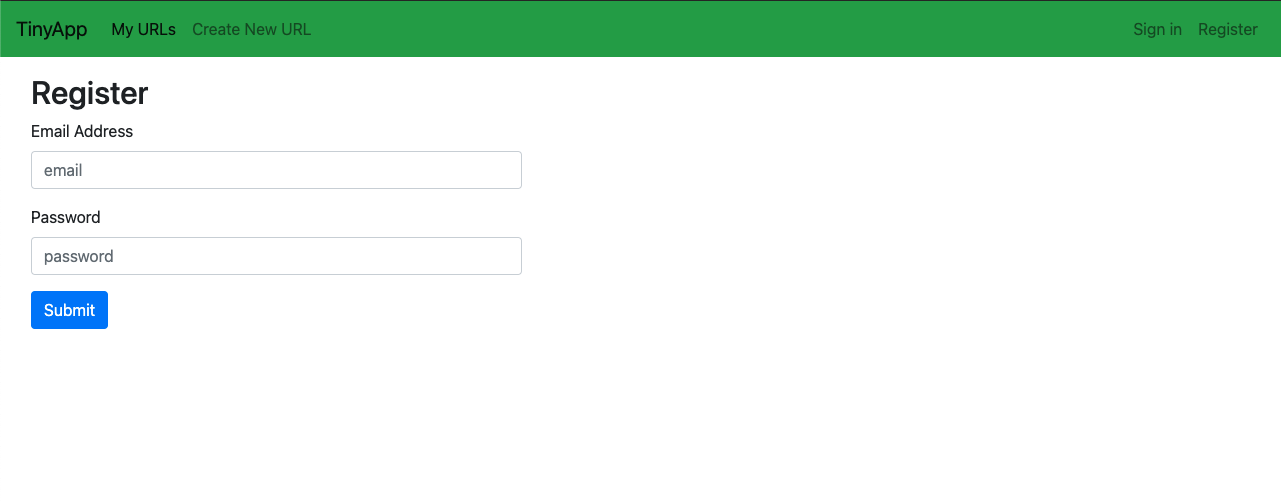 TinyApp My URLs Create New URL Sign in Register
Register
Email Address
email
Password
password
Submit